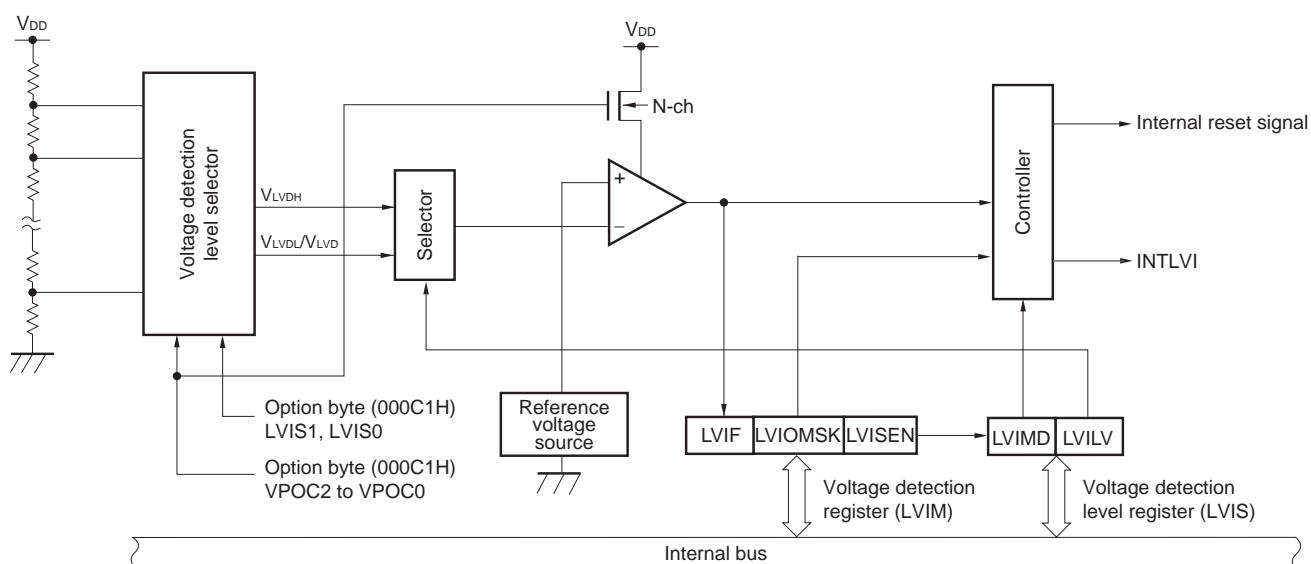 VDD
VDD
N-ch
Voltage detection
level selector
VLVDH
VLVDL/VLVD
Selector
+
−
Controller
Internal reset signal
INTLVI
Option byte (000C1H)
LVIS1, LVIS0
Option byte (000C1H)
VPOC2 to VPOC0
Reference
voltage
source
LVIF
LVIOMSK
LVISEN
LVIMD
LVILV
Voltage detection
register (LVIM)
Voltage detection
level register (LVIS)
Internal bus